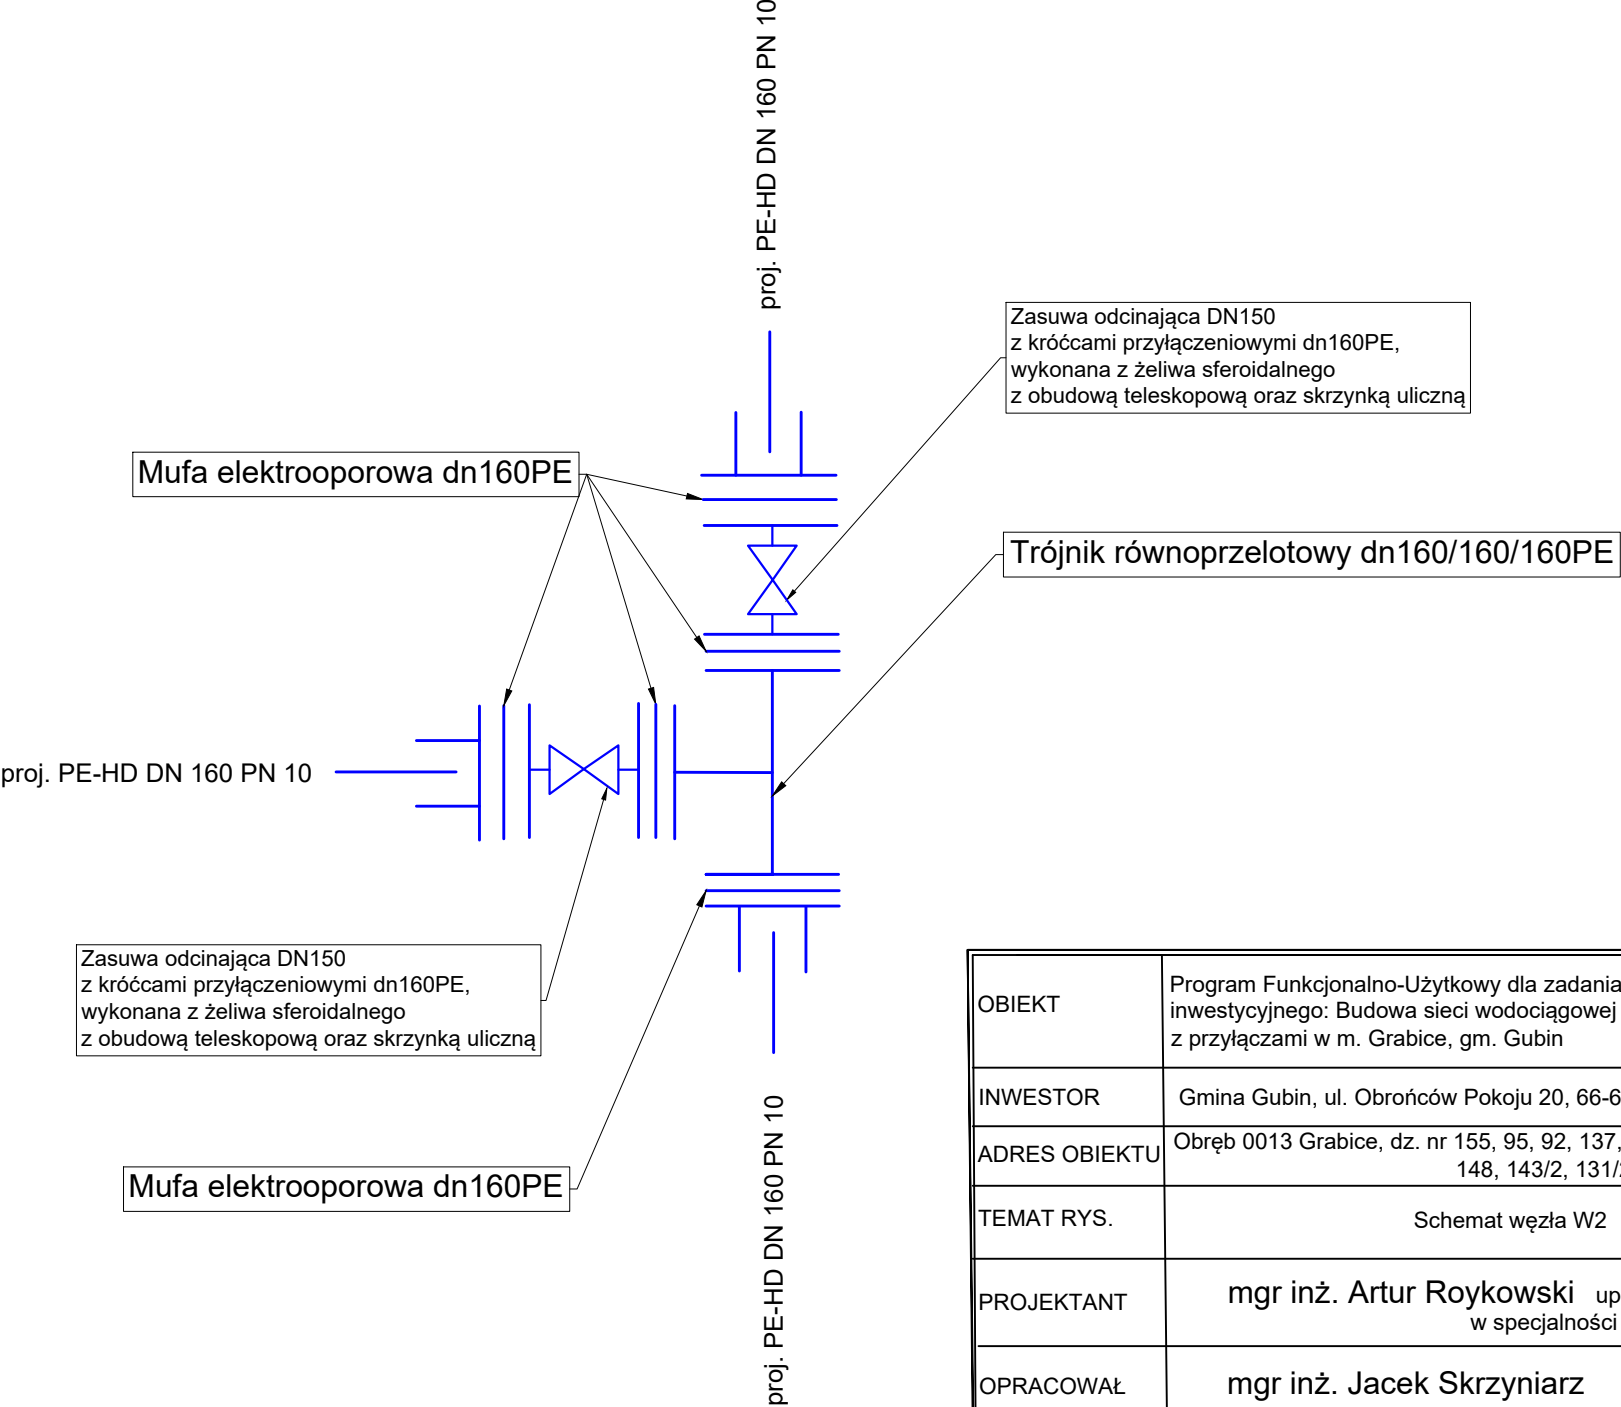 proj. PE-HD DN 160 PN 10
Zasuwa odcinająca DN150
z króćcami przyłączeniowymi dn160PE,
wykonana z żeliwa sferoidalnego
z obudową teleskopową oraz skrzynką uliczną
Mufa elektrooporowa dn160PE
Trójnik równoprzelotowy dn160/160/160PE
proj. PE-HD DN 160 PN 10
Zasuwa odcinająca DN150
z króćcami przyłączeniowymi dn160PE,
wykonana z żeliwa sferoidalnego
z obudową teleskopową oraz skrzynką uliczną
Mufa elektrooporowa dn160PE
proj. PE-HD DN 160 PN 10
OBIEKT
Program Funkcjonalno-Użytkowy dla zadania
inwestycyjnego: Budowa sieci wodociągowej
z przyłączami w m. Grabice, gm. Gubin
INWESTOR
Gmina Gubin, ul. Obrońców Pokoju 20, 66-6
ADRES OBIEKTU
Obręb 0013 Grabice, dz. nr 155, 95, 92, 137,
148, 143/2, 131/
TEMAT RYS.
Schemat węzła W2
PROJEKTANT
mgr inż. Artur Roykowski up
w specjalności
OPRACOWAŁ
mgr inż. Jacek Skrzyniarz